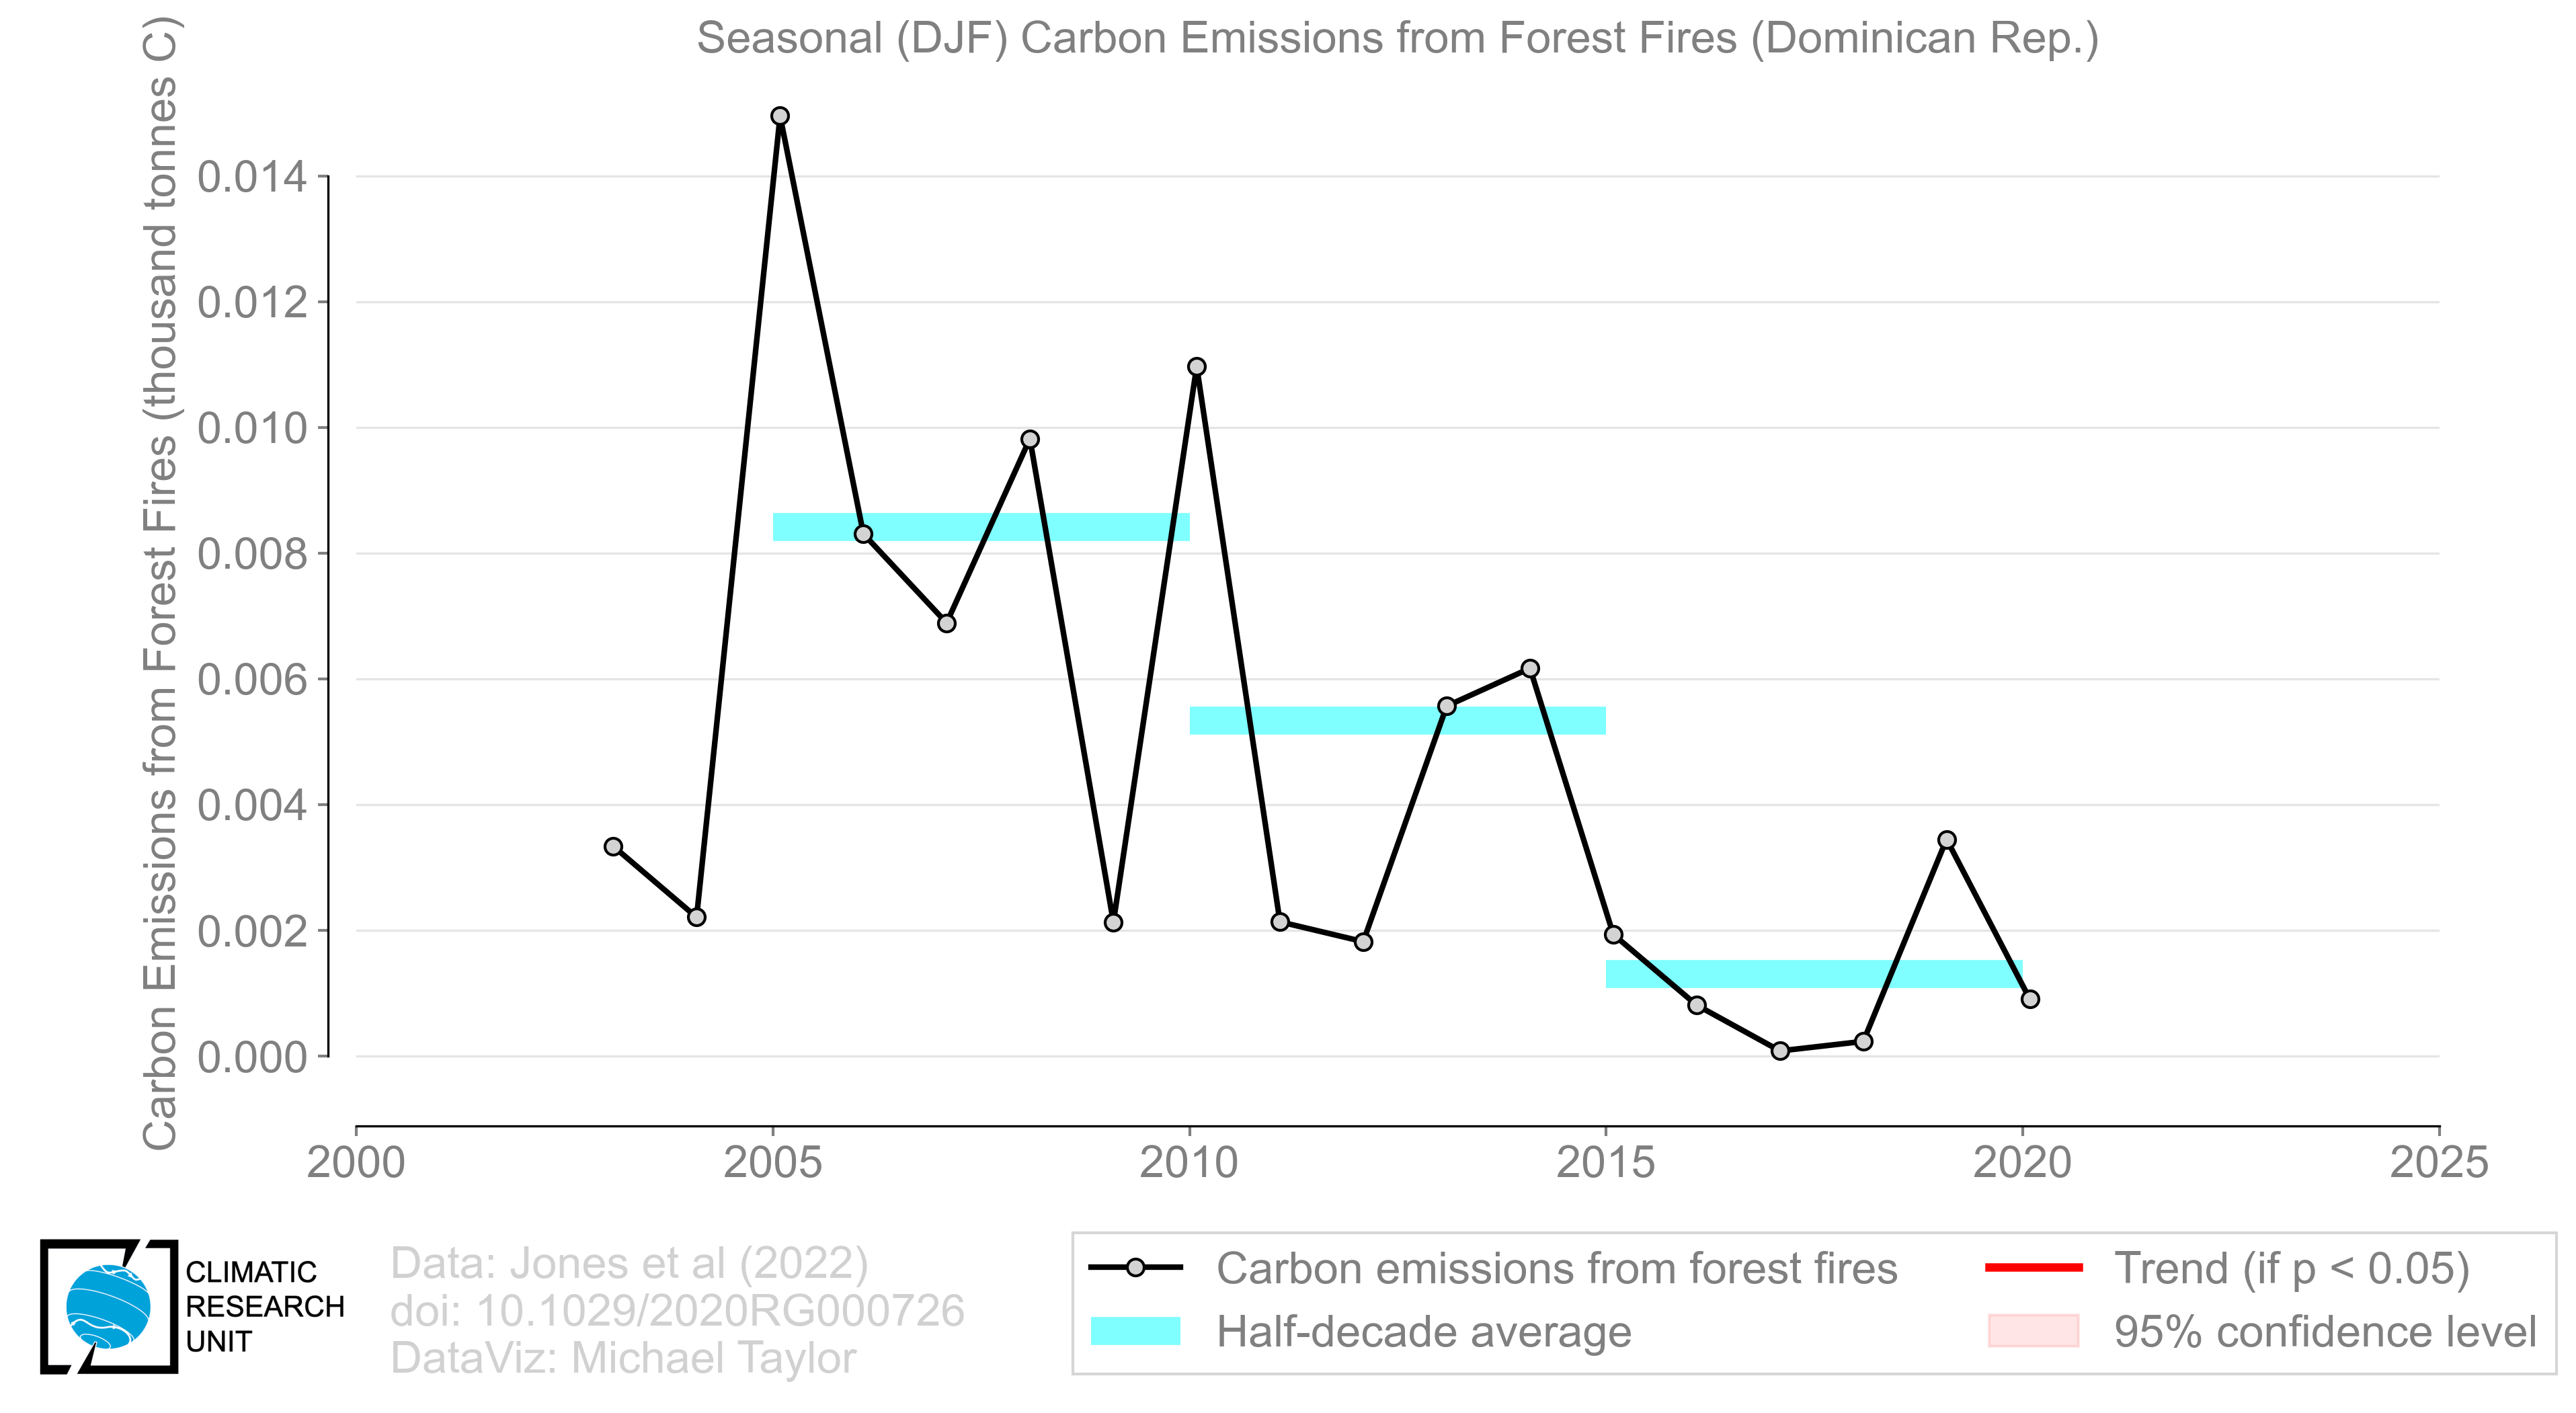 Seasonal (DJF) Carbon Emissions from Forest Fires (Dominican Rep.)
Carbon Emissions from Forest Fires (thousand tonnes C)
0.014
0.012
0.010
0.008
0.006
0.004
0.002
0.000
2000
2005
2010
2015
2020
2025
CLIMATIC
RESEARCH
UNIT
Data: Jones et al (2022)
doi: 10.1029/2020RG000726
DataViz: Michael Taylor
Carbon emissions from forest fires
Half-decade average
Trend (if p < 0.05)
95% confidence level